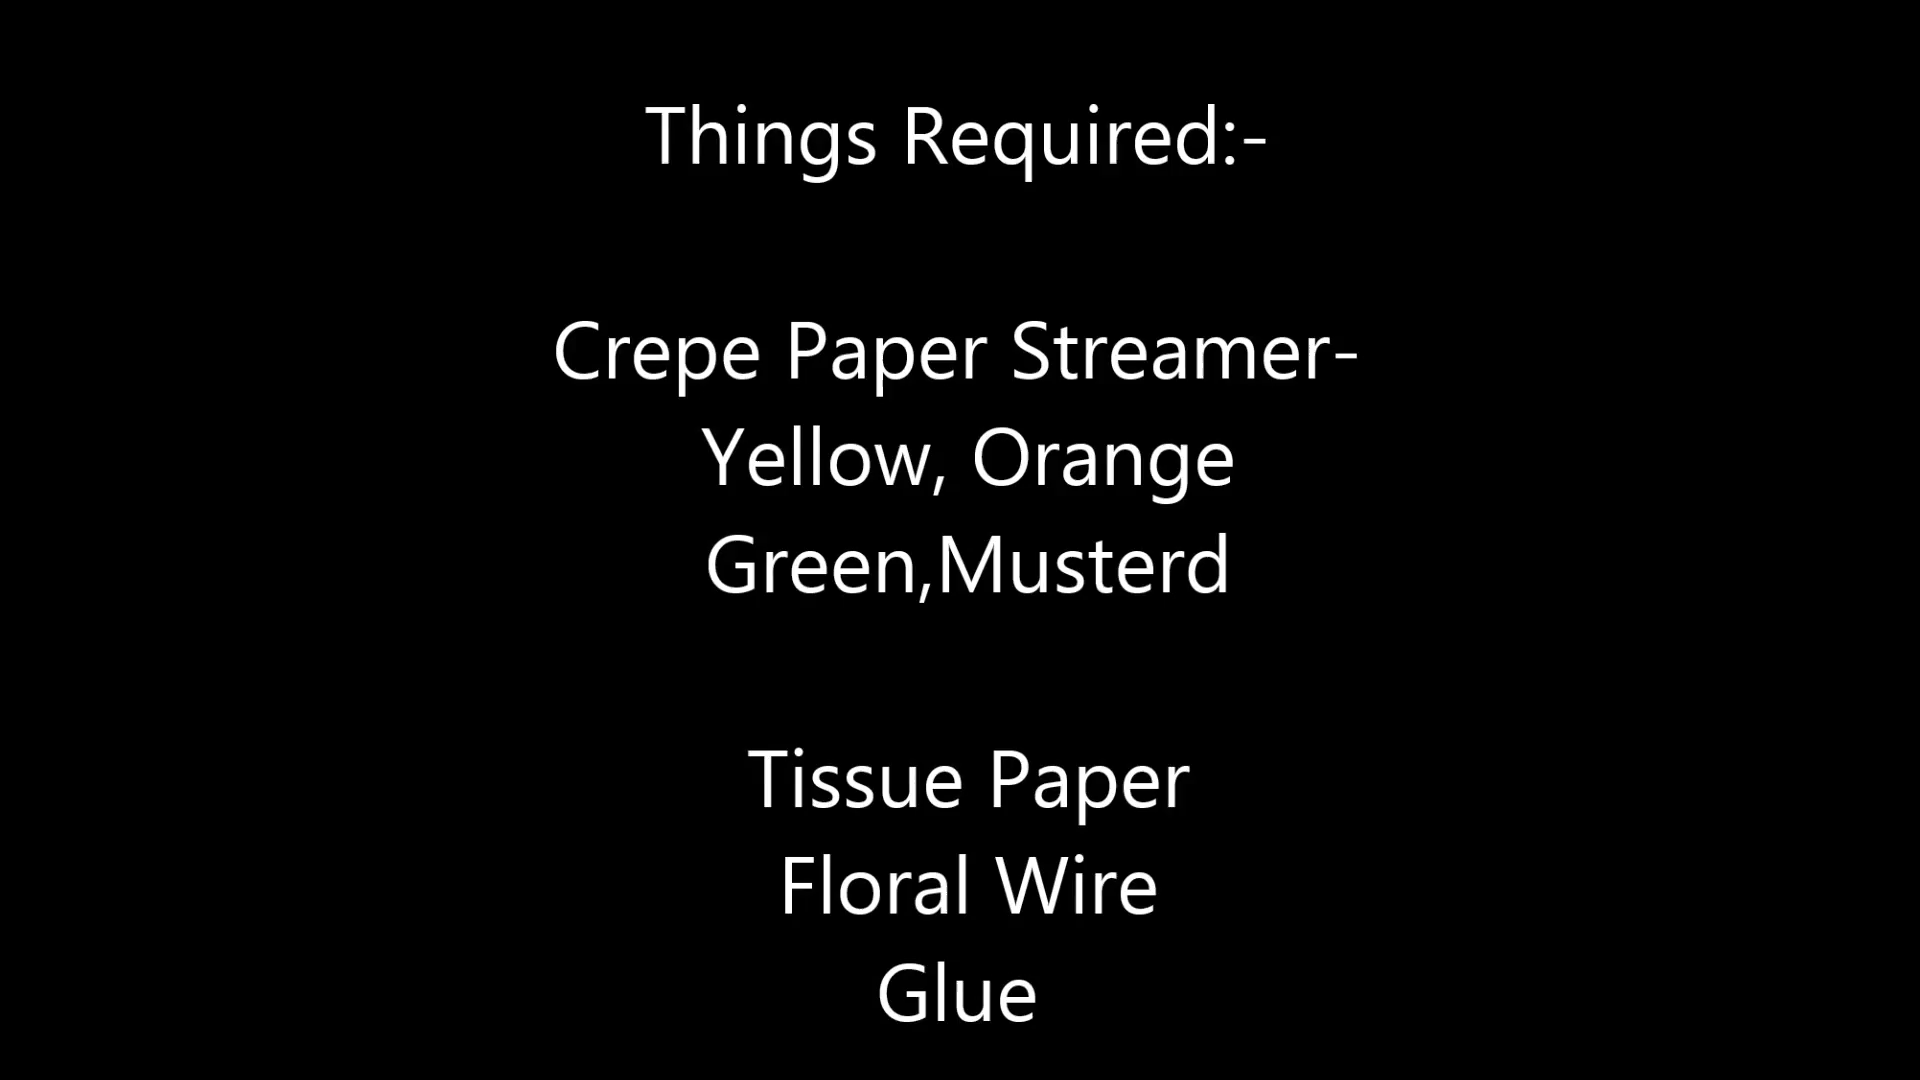 Things Required:-
Crepe Paper Streamer-
Yellow, Orange
Green,Musterd
Tissue Paper
Floral Wire
Glue